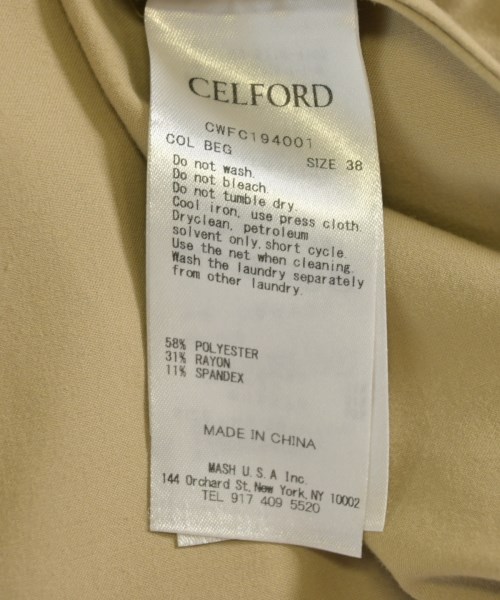 CELFORD
CWFC194001
COL BEG
SIZE 38
Do not wash.
Do not bleach.
Do not tumble dry.
Cool iron, use press cloth.
Dryclean, petroleum
solvent only,short cycle.
Use the net when cleaning.
Wash the laundry separately
from other laundry.
58% POLYESTER
31% RAYON
11% SPANDEX
MADE IN CHINA
MASH U.S.A Inc.
144 Orchard St,New York,NY 10002
TEL 917 409 5520